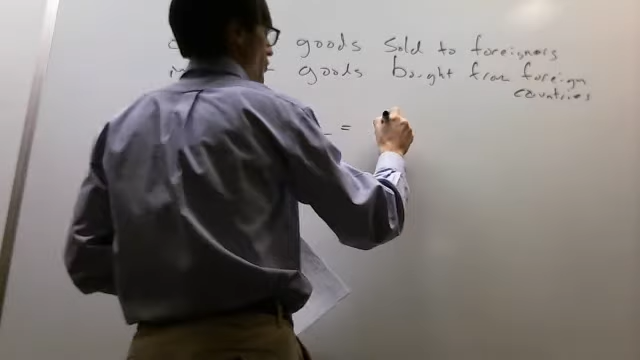 goods sold to foreigners
goods bought from foreign
countries
=